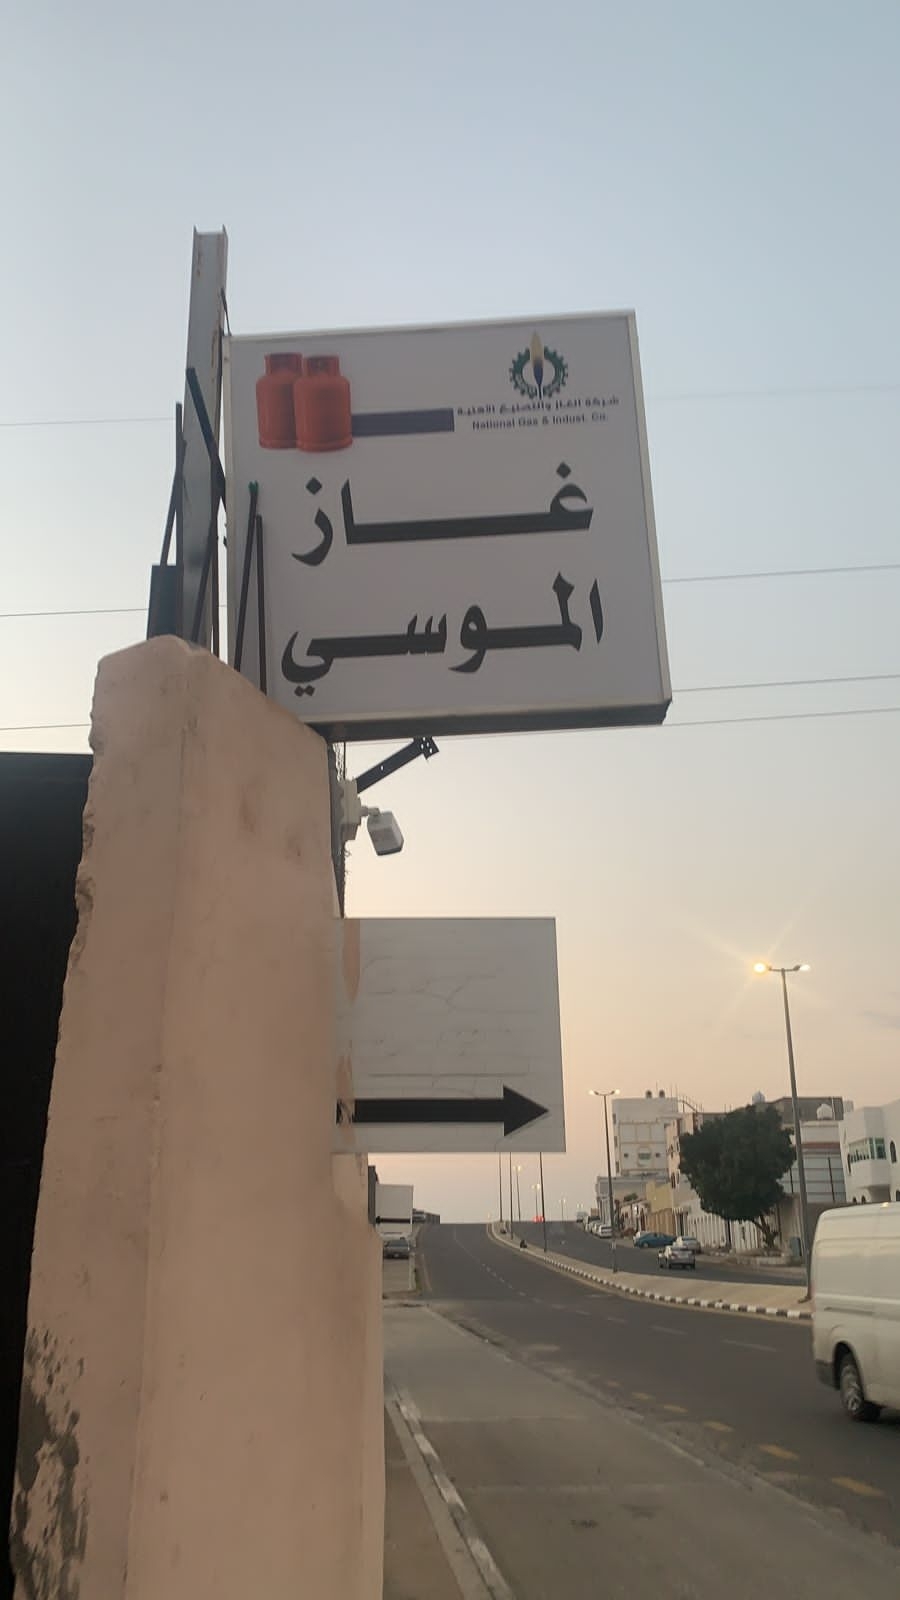 شركة الغاز والتصنيع الأهلية
National Gas & Indust. Co.
غاز
الموسي